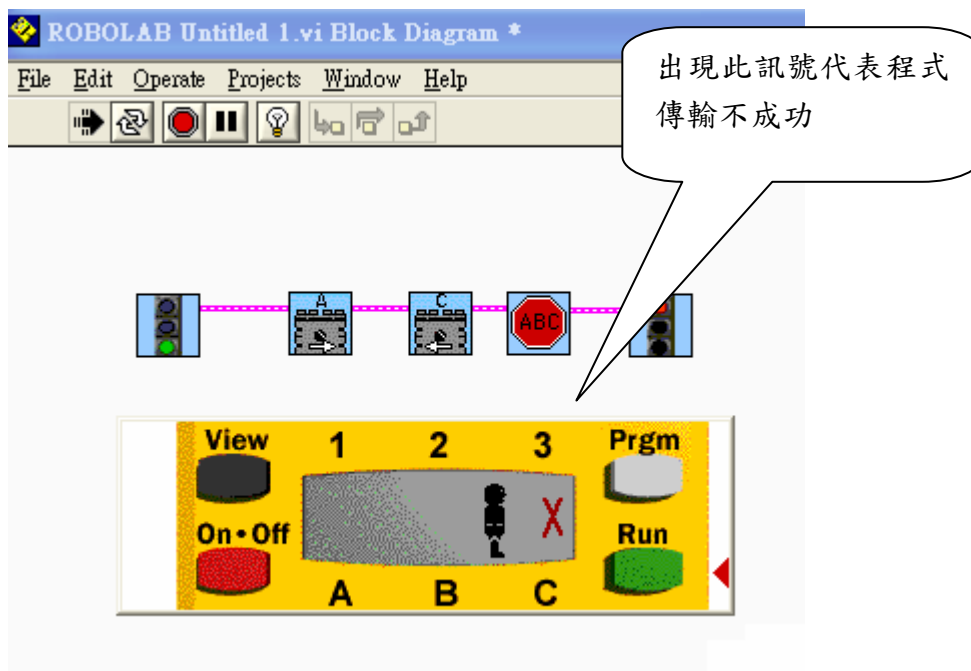 ROBOLAB Untitled 1.vi Block Diagram *
File Edit Operate Projects Window Help
出現此訊號代表程式
傳輸不成功
A C
ABC
View 1 2 3 Prgm
X
On•Off Run
A B C